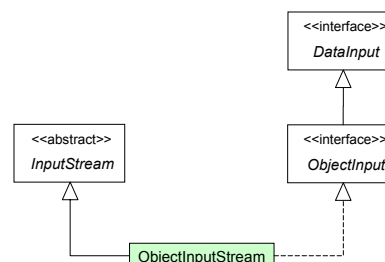 <<interface>>
DataInput
<<abstract>>
InputStream
<<interface>>
ObjectInput
ObjectInputStream